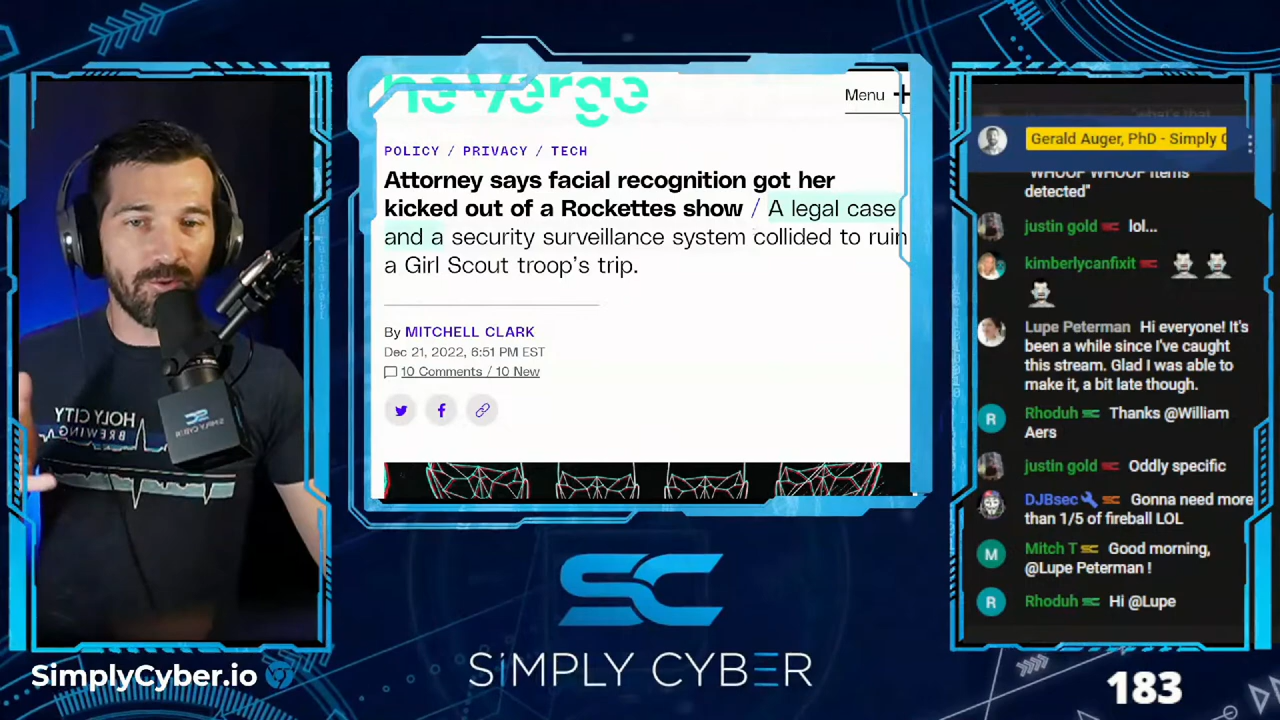 he Verge
Menu
POLICY / PRIVACY / TECH
Attorney says facial recognition got her
kicked out of a Rockettes show / A legal case
and a security surveillance system collided to ruin
a Girl Scout troop's trip.
By MITCHELL CLARK
Dec 21, 2022, 6:51 PM EST
10 Comments / 10 New
HOLY CITY
BREWING
SC
SIMPLY CYBER
SimplyCyber.io
Gerald Auger, PhD - Simply C
"WHOOP WHOOP items
detected"
justin gold lol...
kimberlycanfixit
Lupe Peterman Hi everyone! It's
been a while since I've caught
this stream. Glad I was able to
make it, a bit late though.
R Rhoduh Thanks @William
Aers
justin gold Oddly specific
DJBsec Gonna need more
than 1/5 of fireball LOL
M Mitch T Good morning,
@Lupe Peterman !
R Rhoduh Hi @Lupe
183